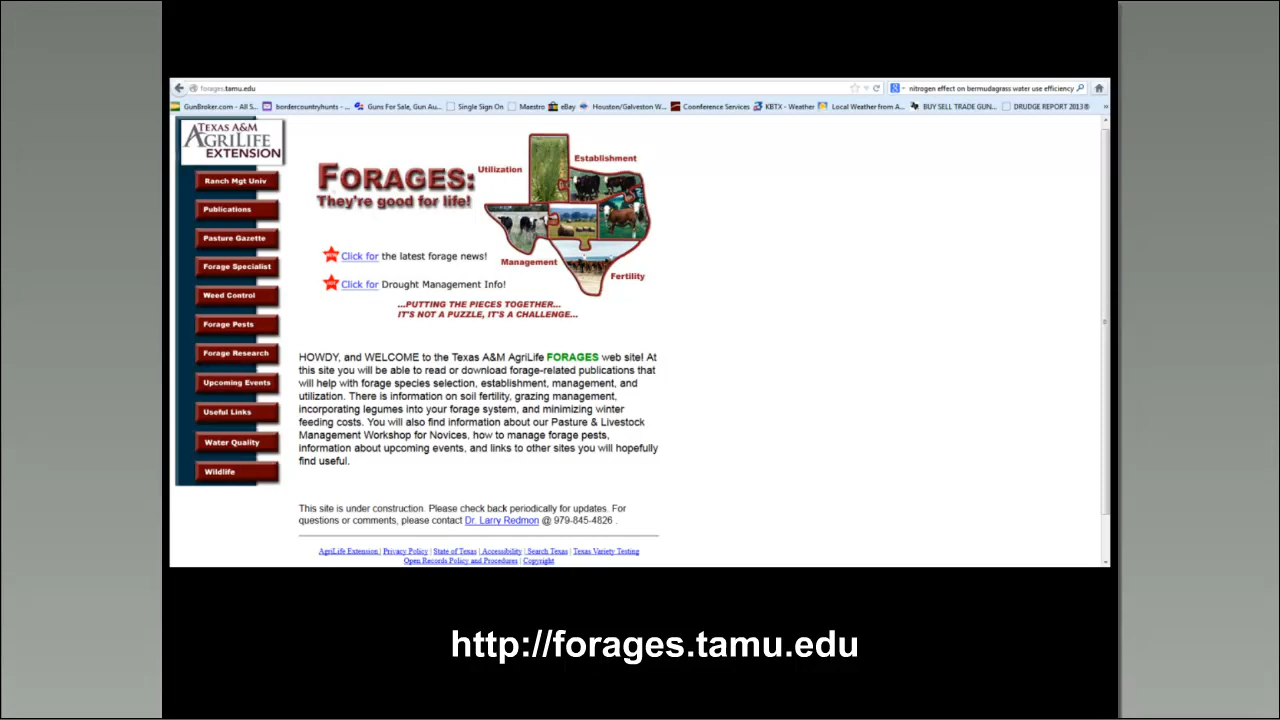 forages.tamu.edu
nitrogen effect on bermudagrass water use efficiency
GunBroker.com - All S... bordercountryhunts - ... Guns For Sale, Gun Au... Single Sign On Maestro eBay Houston/Galveston W... Coonference Services KBTX - Weather Local Weather from A... BUY SELL TRADE GUN... DRUDGE REPORT 2013®
TEXAS A&M
AGRILIFE
EXTENSION
Ranch Mgt Univ
Publications
Pasture Gazette
Forage Specialist
Weed Control
Forage Pests
Forage Research
Upcoming Events
Useful Links
Water Quality
Wildlife
FORAGES:
They're good for life!
Utilization
Establishment
Management
Fertility
Click for the latest forage news!
Click for Drought Management Info!
...PUTTING THE PIECES TOGETHER...
IT'S NOT A PUZZLE, IT'S A CHALLENGE...
HOWDY, and WELCOME to the Texas A&M AgriLife FORAGES web site! At
this site you will be able to read or download forage-related publications that
will help with forage species selection, establishment, management, and
utilization. There is information on soil fertility, grazing management,
incorporating legumes into your forage system, and minimizing winter
feeding costs. You will also find information about our Pasture & Livestock
Management Workshop for Novices, how to manage forage pests,
information about upcoming events, and links to other sites you will hopefully
find useful.
This site is under construction. Please check back periodically for updates. For
questions or comments, please contact Dr. Larry Redmon @ 979-845-4826 .
AgriLife Extension | Privacy Policy | State of Texas | Accessibility | Search Texas | Texas Variety Testing
Open Records Policy and Procedures | Copyright
http://forages.tamu.edu